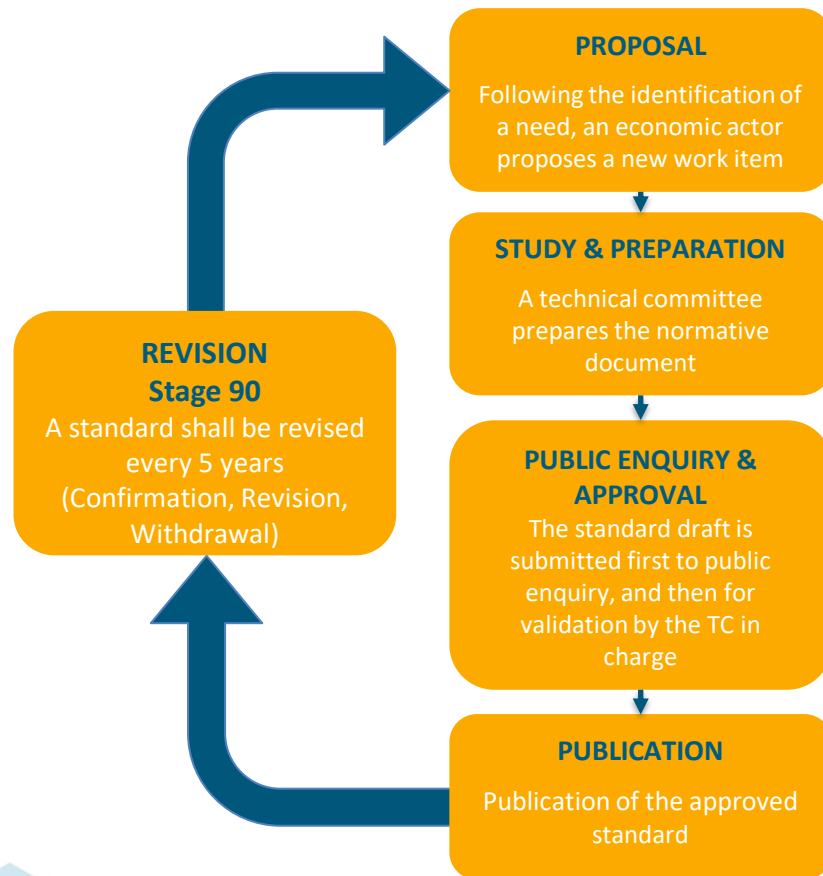 PROPOSAL
Following the identification of
a need, an economic actor
proposes a new work item
STUDY & PREPARATION
A technical committee
prepares the normative
document
PUBLIC ENQUIRY &
APPROVAL
The standard draft is
submitted first to public
enquiry, and then for
validation by the TC in
charge
PUBLICATION
Publication of the approved
standard
REVISION
Stage 90
A standard shall be revised
every 5 years
(Confirmation, Revision,
Withdrawal)